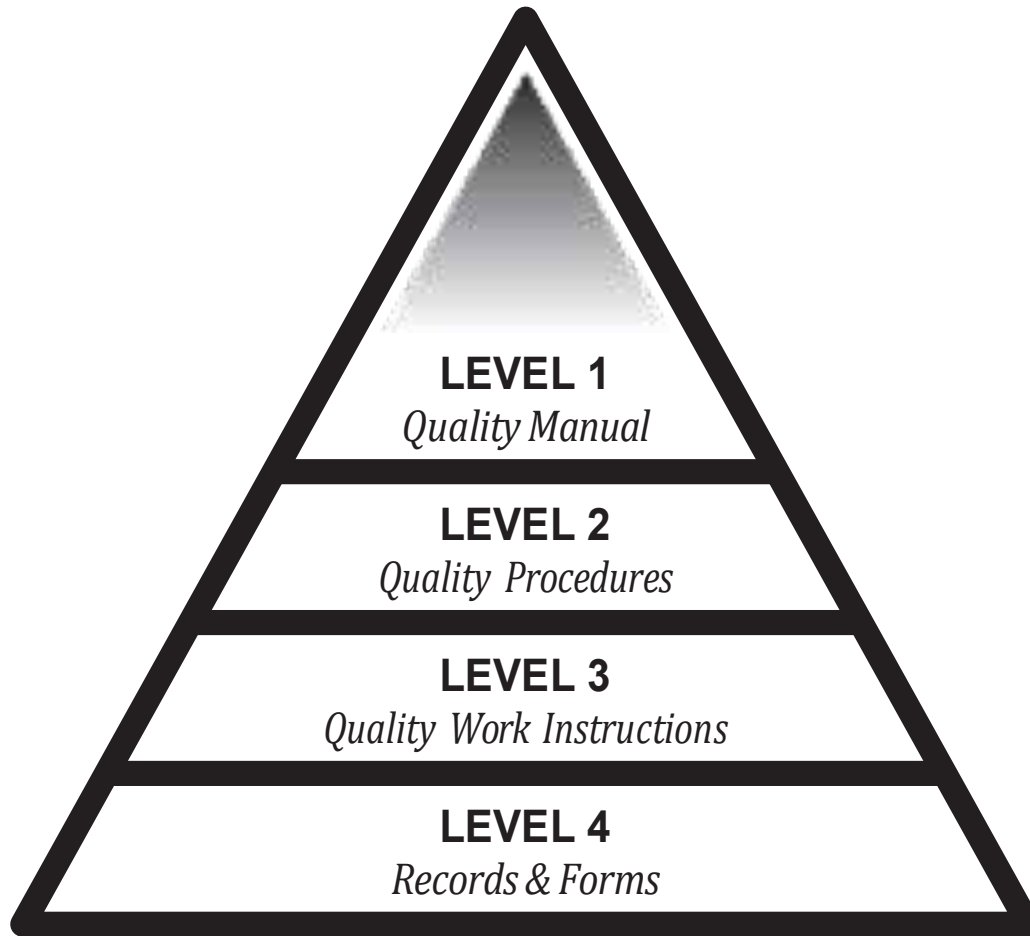 LEVEL 1
Quality Manual
LEVEL 2
Quality Procedures
LEVEL 3
Quality Work Instructions
LEVEL 4
Records & Forms